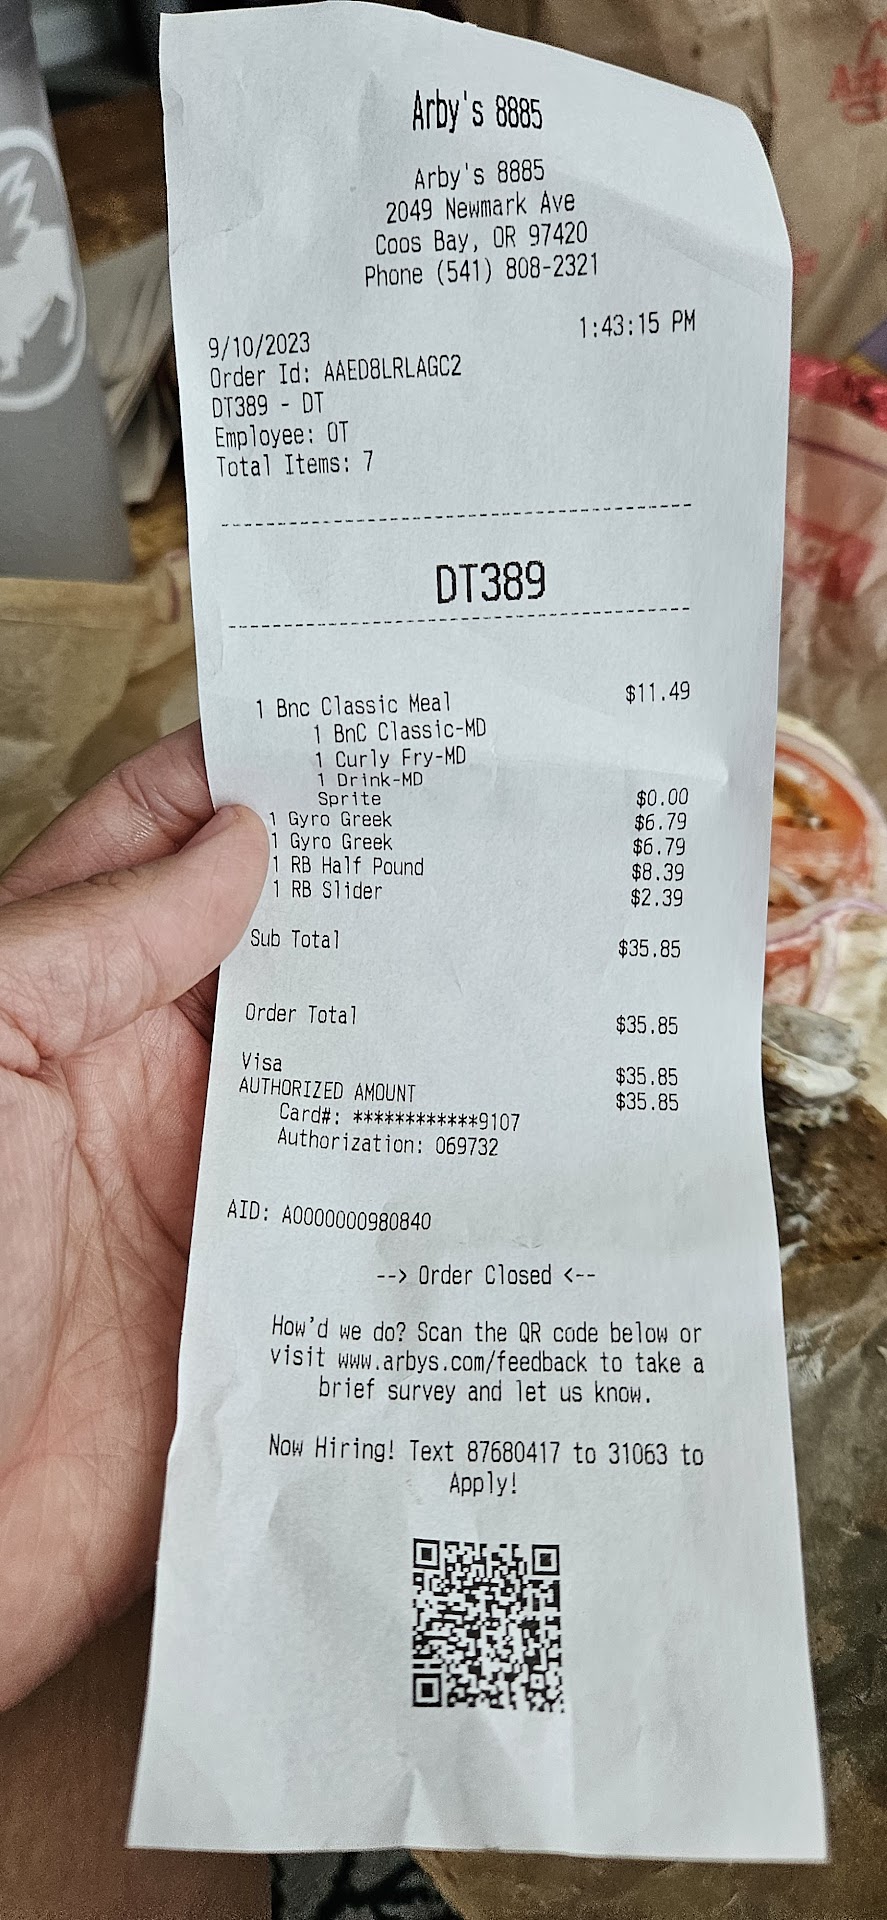 Arby's 8885
Arby's 8885
2049 Newmark Ave
Coos Bay, OR 97420
Phone (541) 808-2321
9/10/2023 1:43:15 PM
Order Id: AAED8LRLAGC2
DT389 - DT
Employee: OT
Total Items: 7
DT389
1 Bnc Classic Meal $11.49
1 BnC Classic-MD
1 Curly Fry-MD
1 Drink-MD
Sprite $0.00
1 Gyro Greek $6.79
1 Gyro Greek $6.79
1 RB Half Pound $8.39
1 RB Slider $2.39
Sub Total $35.85
Order Total $35.85
Visa $35.85
AUTHORIZED AMOUNT $35.85
Card#: ************9107
Authorization: 069732
AID: A0000000980840
--> Order Closed <--
How'd we do? Scan the QR code below or
visit www.arbys.com/feedback to take a
brief survey and let us know.
Now Hiring! Text 87680417 to 31063 to
Apply!